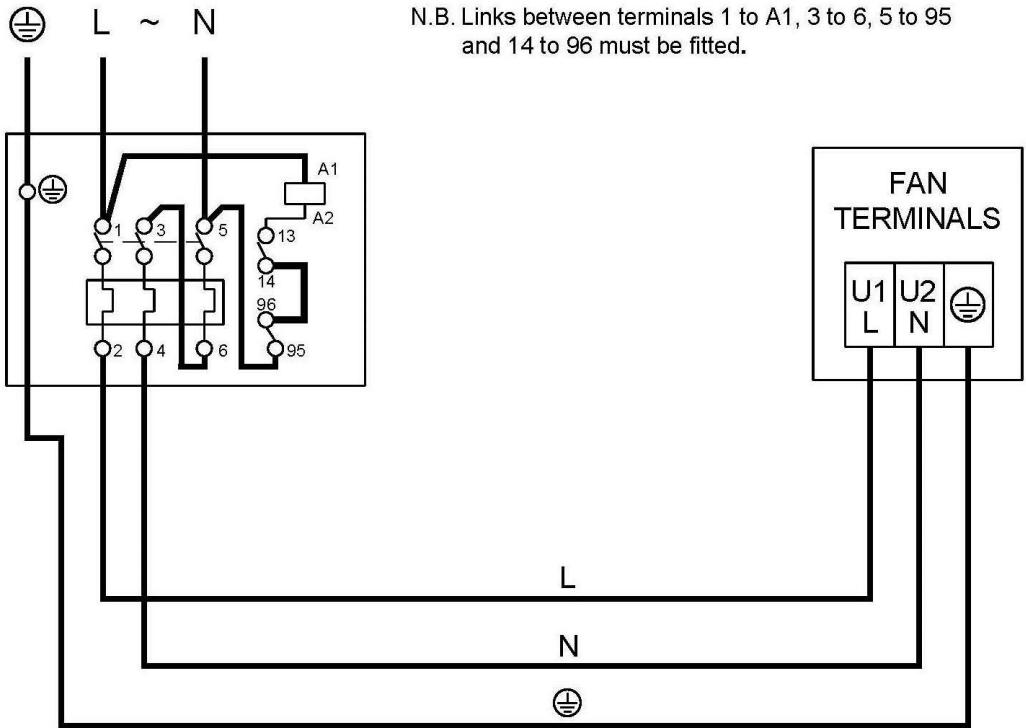 L ~ N
N.B. Links between terminals 1 to A1, 3 to 6, 5 to 95
and 14 to 96 must be fitted.
A1
A2
1 3 5 13
14
96
2 4 6 95
FAN
TERMINALS
U1 U2
L N
L
N